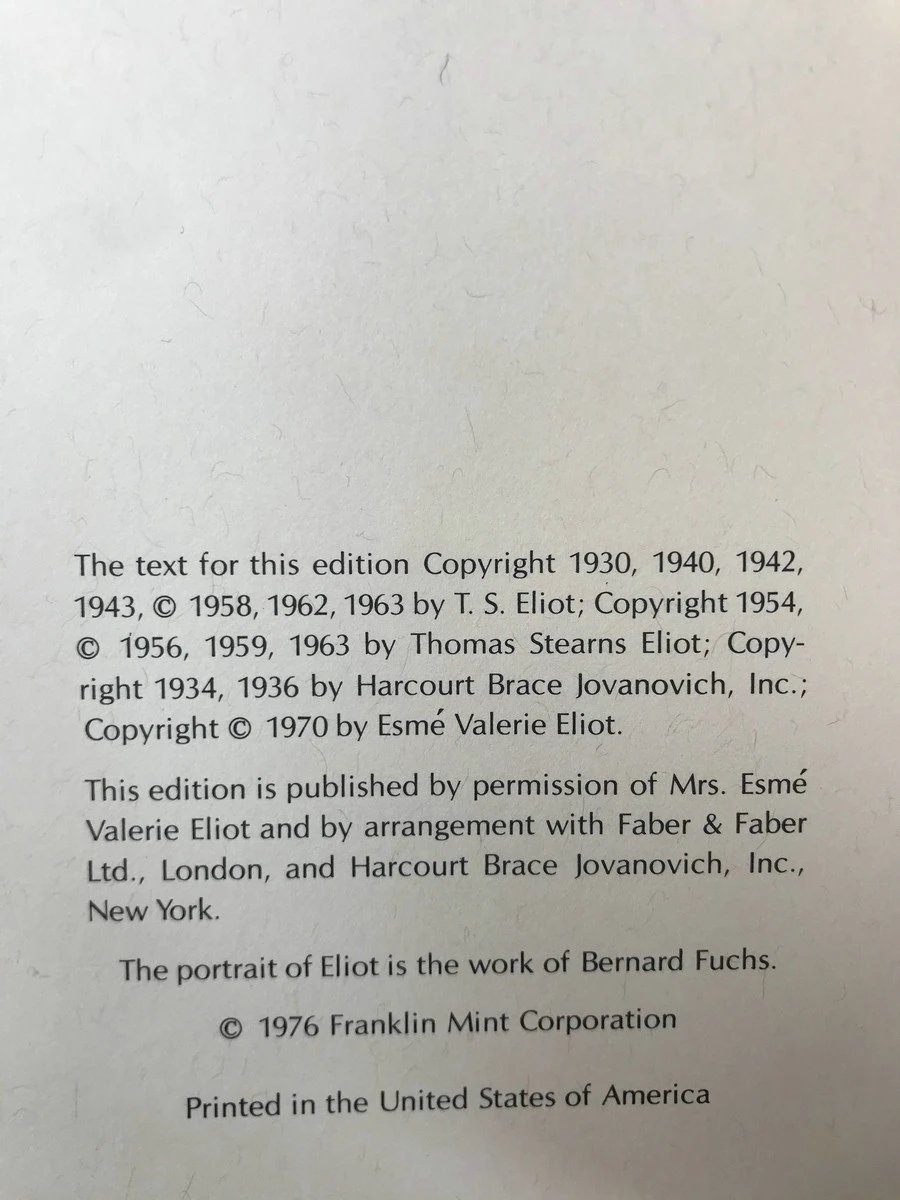 The text for this edition Copyright 1930, 1940, 1942,
1943, © 1958, 1962, 1963 by T. S. Eliot; Copyright 1954,
© 1956, 1959, 1963 by Thomas Stearns Eliot; Copy-
right 1934, 1936 by Harcourt Brace Jovanovich, Inc.;
Copyright © 1970 by Esmé Valerie Eliot.
This edition is published by permission of Mrs. Esmé
Valerie Eliot and by arrangement with Faber & Faber
Ltd., London, and Harcourt Brace Jovanovich, Inc.,
New York.
The portrait of Eliot is the work of Bernard Fuchs.
© 1976 Franklin Mint Corporation
Printed in the United States of America